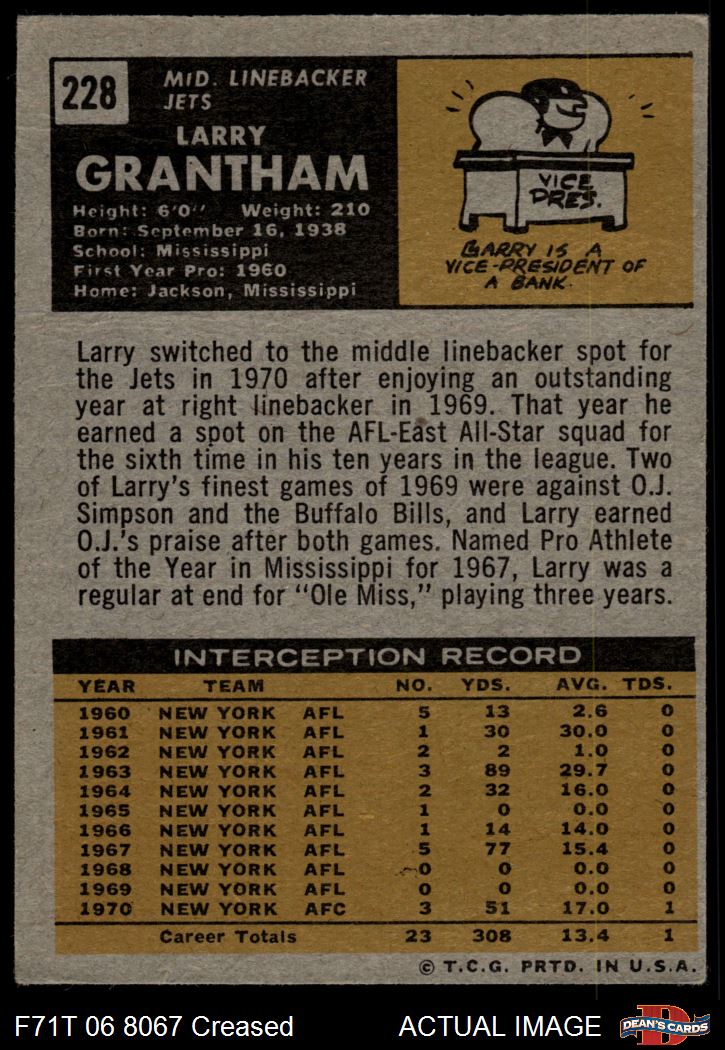 228
MID. LINEBACKER
JETS
LARRY
GRANTHAM
Height: 6'0'' Weight: 210
Born: September 16, 1938
School: Mississippi
First Year Pro: 1960
Home: Jackson, Mississippi
VICE
PRES.
LARRY IS A
VICE-PRESIDENT OF
A BANK.
Larry switched to the middle linebacker spot for
the Jets in 1970 after enjoying an outstanding
year at right linebacker in 1969. That year he
earned a spot on the AFL-East All-Star squad for
the sixth time in his ten years in the league. Two
of Larry's finest games of 1969 were against O.J.
Simpson and the Buffalo Bills, and Larry earned
O.J.'s praise after both games. Named Pro Athlete
of the Year in Mississippi for 1967, Larry was a
regular at end for "Ole Miss," playing three years.
INTERCEPTION RECORD
YEAR TEAM NO. YDS. AVG. TDS.
1960 NEW YORK AFL 5 13 2.6 0
1961 NEW YORK AFL 1 30 30.0 0
1962 NEW YORK AFL 2 2 1.0 0
1963 NEW YORK AFL 3 89 29.7 0
1964 NEW YORK AFL 2 32 16.0 0
1965 NEW YORK AFL 1 0 0.0 0
1966 NEW YORK AFL 1 14 14.0 0
1967 NEW YORK AFL 5 77 15.4 0
1968 NEW YORK AFL 0 0 0.0 0
1969 NEW YORK AFL 0 0 0.0 0
1970 NEW YORK AFC 3 51 17.0 1
Career Totals 23 308 13.4 1
© T.C.G. PRTD. IN U.S.A.
F71T 06 8067 Creased ACTUAL IMAGE
D
DEAN'S CARDS